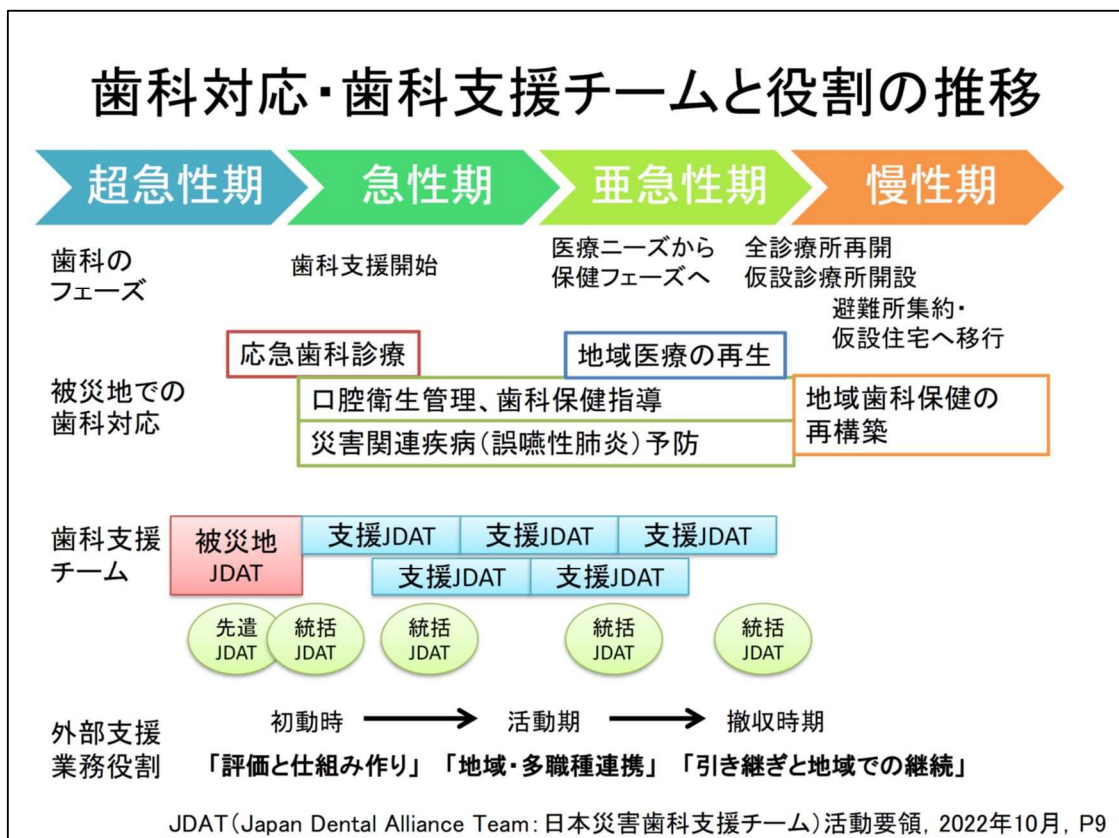 歯科対応・歯科支援チームと役割の推移
超急性期
急性期
亜急性期
慢性期
歯科の
フェーズ
歯科支援開始
医療ニーズから
保健フェーズへ
全診療所再開
仮設診療所開設
避難所集約・
仮設住宅へ移行
被災地での
歯科対応
応急歯科診療
地域医療の再生
口腔衛生管理、歯科保健指導
災害関連疾病(誤嚥性肺炎)予防
地域歯科保健の
再構築
歯科支援
チーム
被災地
JDAT
支援JDAT
支援JDAT
支援JDAT
支援JDAT
支援JDAT
先遣
JDAT
統括
JDAT
統括
JDAT
統括
JDAT
統括
JDAT
外部支援
業務役割
初動時
活動期
撤収時期
「評価と仕組み作り」
「地域・多職種連携」
「引き継ぎと地域での継続」
JDAT(Japan Dental Alliance Team:日本災害歯科支援チーム)活動要領, 2022年10月, P9